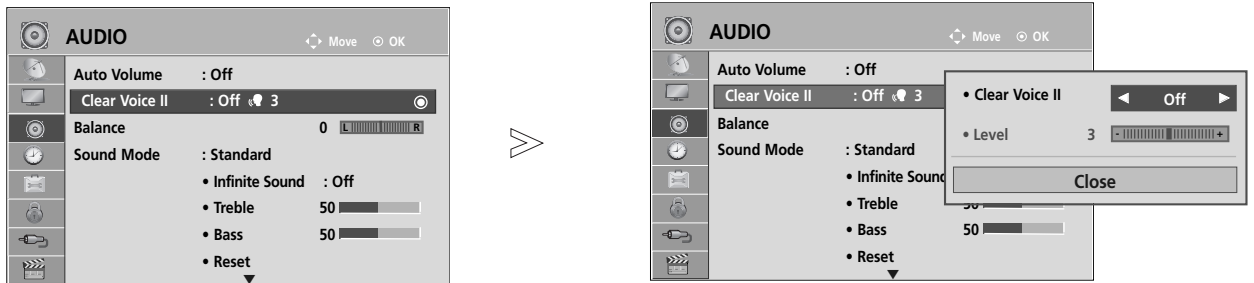 AUDIO
Move OK
Auto Volume : Off
Clear Voice II : Off 3
Balance 0 L R
Sound Mode : Standard
• Infinite Sound : Off
• Treble 50
• Bass 50
• Reset
AUDIO
Move OK
Auto Volume : Off
Clear Voice II : Off 3
Balance
Sound Mode : Standard
• Infinite Sound
• Treble 50
• Bass 50
• Reset
• Clear Voice II ◀ Off ▶
• Level 3 - +
Close